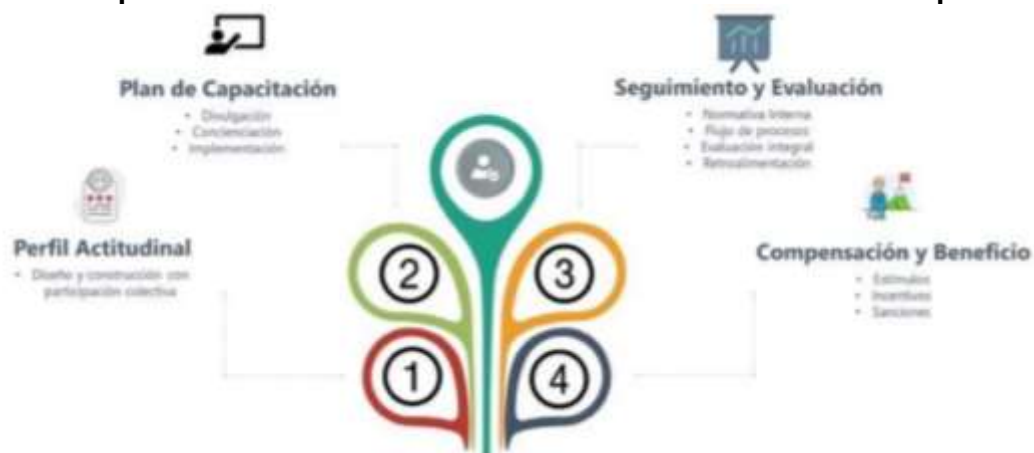 Plan de Capacitación
• Divulgación
• Concienciación
• Implementación
Seguimiento y Evaluación
• Normativa Interna
• Flujo de procesos
• Evaluación integral
• Retroalimentación
Perfil Actitudinal
• Diseño y construcción con
participación colectiva
Compensación y Beneficio
• Estímulos
• Incentivos
• Sanciones
2
3
1
4